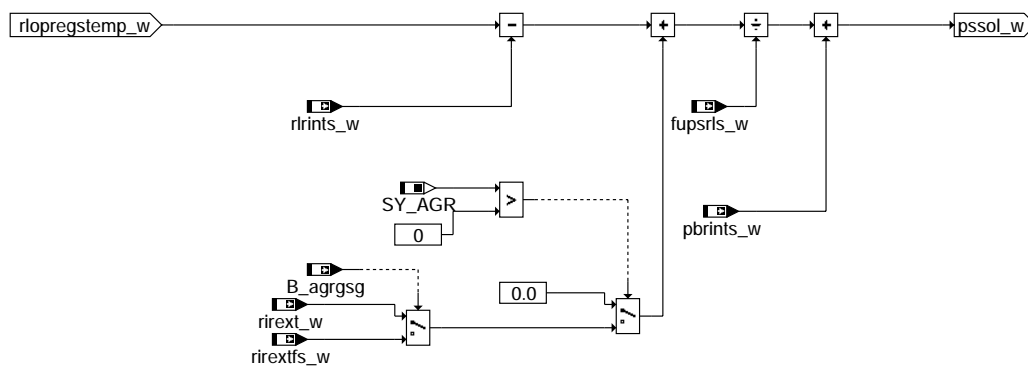 rlopregstemp_w
−
+
÷
+
pssol_w
rlrints_w
fupsrls_w
SY_AGR
>
0
pbrints_w
B_agrgsg
0.0
rirext_w
rirextfs_w